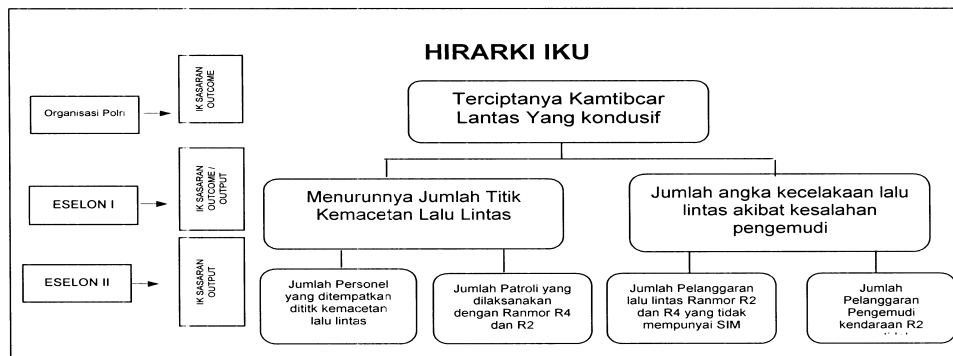 HIRARKI IKU
Organisasi Polri
IK SASARAN
OUTCOME
Terciptanya Kamtibcar
Lantas Yang kondusif
ESELON I
IK SASARAN
OUTCOME /
OUTPUT
Menurunnya Jumlah Titik
Kemacetan Lalu Lintas
Jumlah angka kecelakaan lalu
lintas akibat kesalahan
pengemudi
ESELON II
IK SASARAN
OUTPUT
Jumlah Personel
yang ditempatkan
dititk kemacetan
lalu lintas
Jumlah Patroli yang
dilaksanakan
dengan Ranmor R4
dan R2
Jumlah Pelanggaran
lalu lintas Ranmor R2
dan R4 yang tidak
mempunyai SIM
Jumlah
Pelanggaran
Pengemudi
kendaraan R2